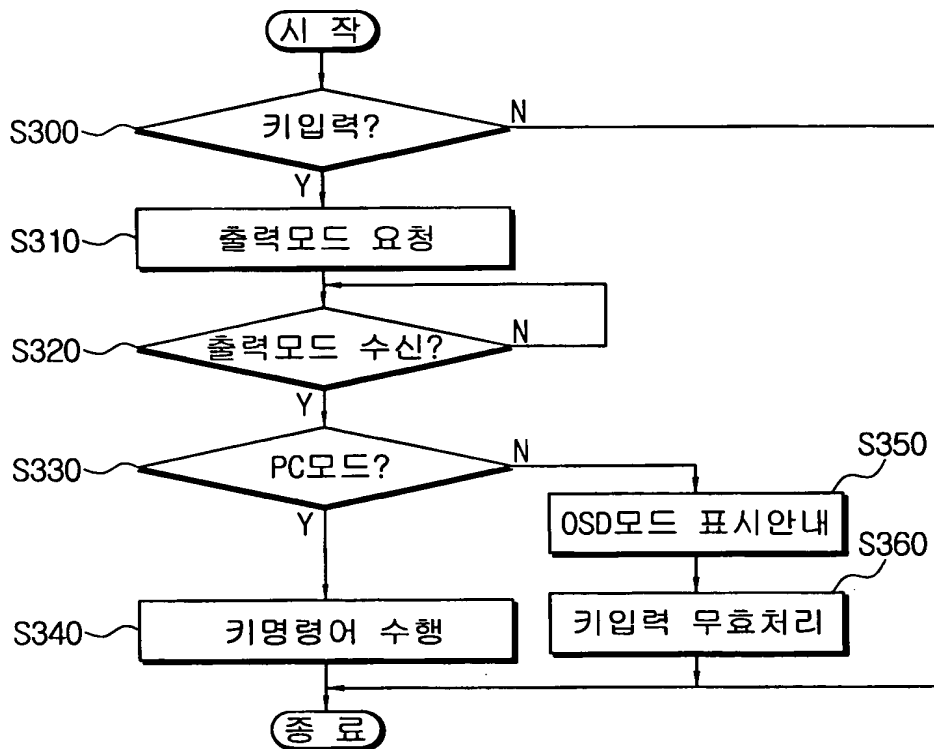 시 작
S300
키입력?
N
Y
S310
출력모드 요청
S320
출력모드 수신?
N
Y
S330
PC모드?
N
Y
S350
OSD모드 표시안내
S360
키입력 무효처리
S340
키명령어 수행
종 료